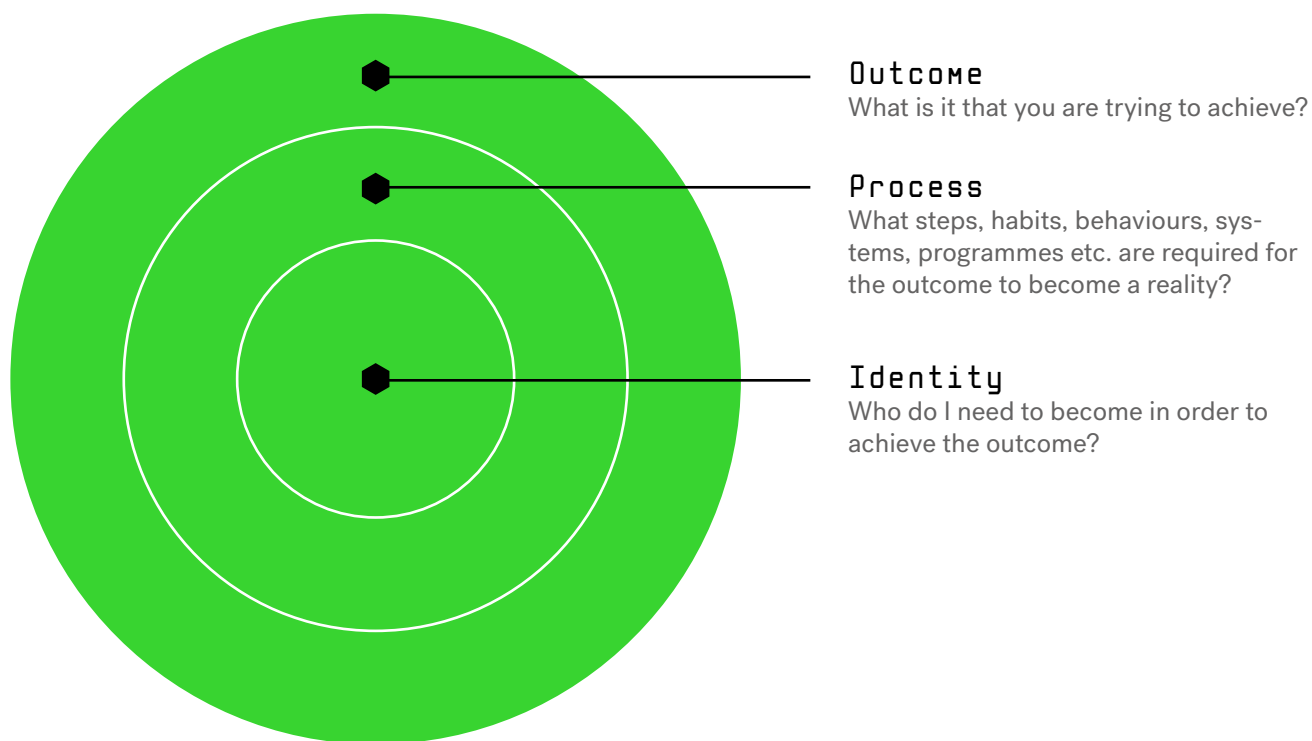 Outcome
What is it that you are trying to achieve?
Process
What steps, habits, behaviours, sys-
tems, programmes etc. are required for
the outcome to become a reality?
Identity
Who do I need to become in order to
achieve the outcome?